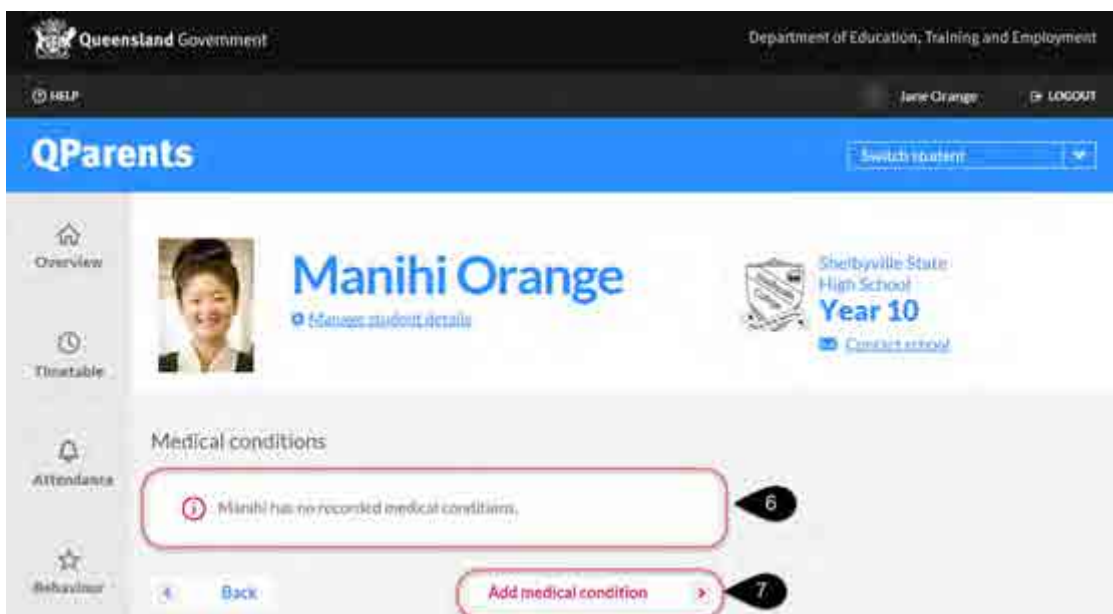 Queensland Government
Department of Education, Training and Employment
HELP
Jane Orange
LOGOUT
QParents
Switch student
Overview
Timetable
Attendance
Behaviour
Manihi Orange
Manage student details
Shelbyville State
High School
Year 10
Contact school
Medical conditions
Manihi has no recorded medical conditions.
6
Back
Add medical condition
7